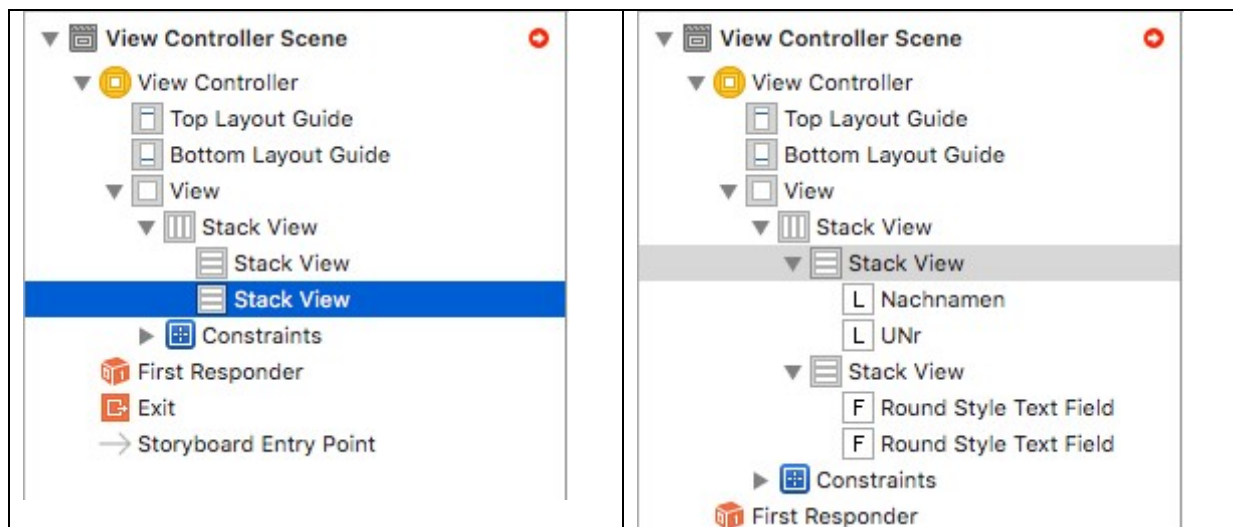 View Controller Scene
View Controller
Top Layout Guide
Bottom Layout Guide
View
Stack View
Stack View
Stack View
Constraints
First Responder
Exit
Storyboard Entry Point
View Controller Scene
View Controller
Top Layout Guide
Bottom Layout Guide
View
Stack View
Stack View
L Nachnamen
L UNr
Stack View
F Round Style Text Field
F Round Style Text Field
Constraints
First Responder